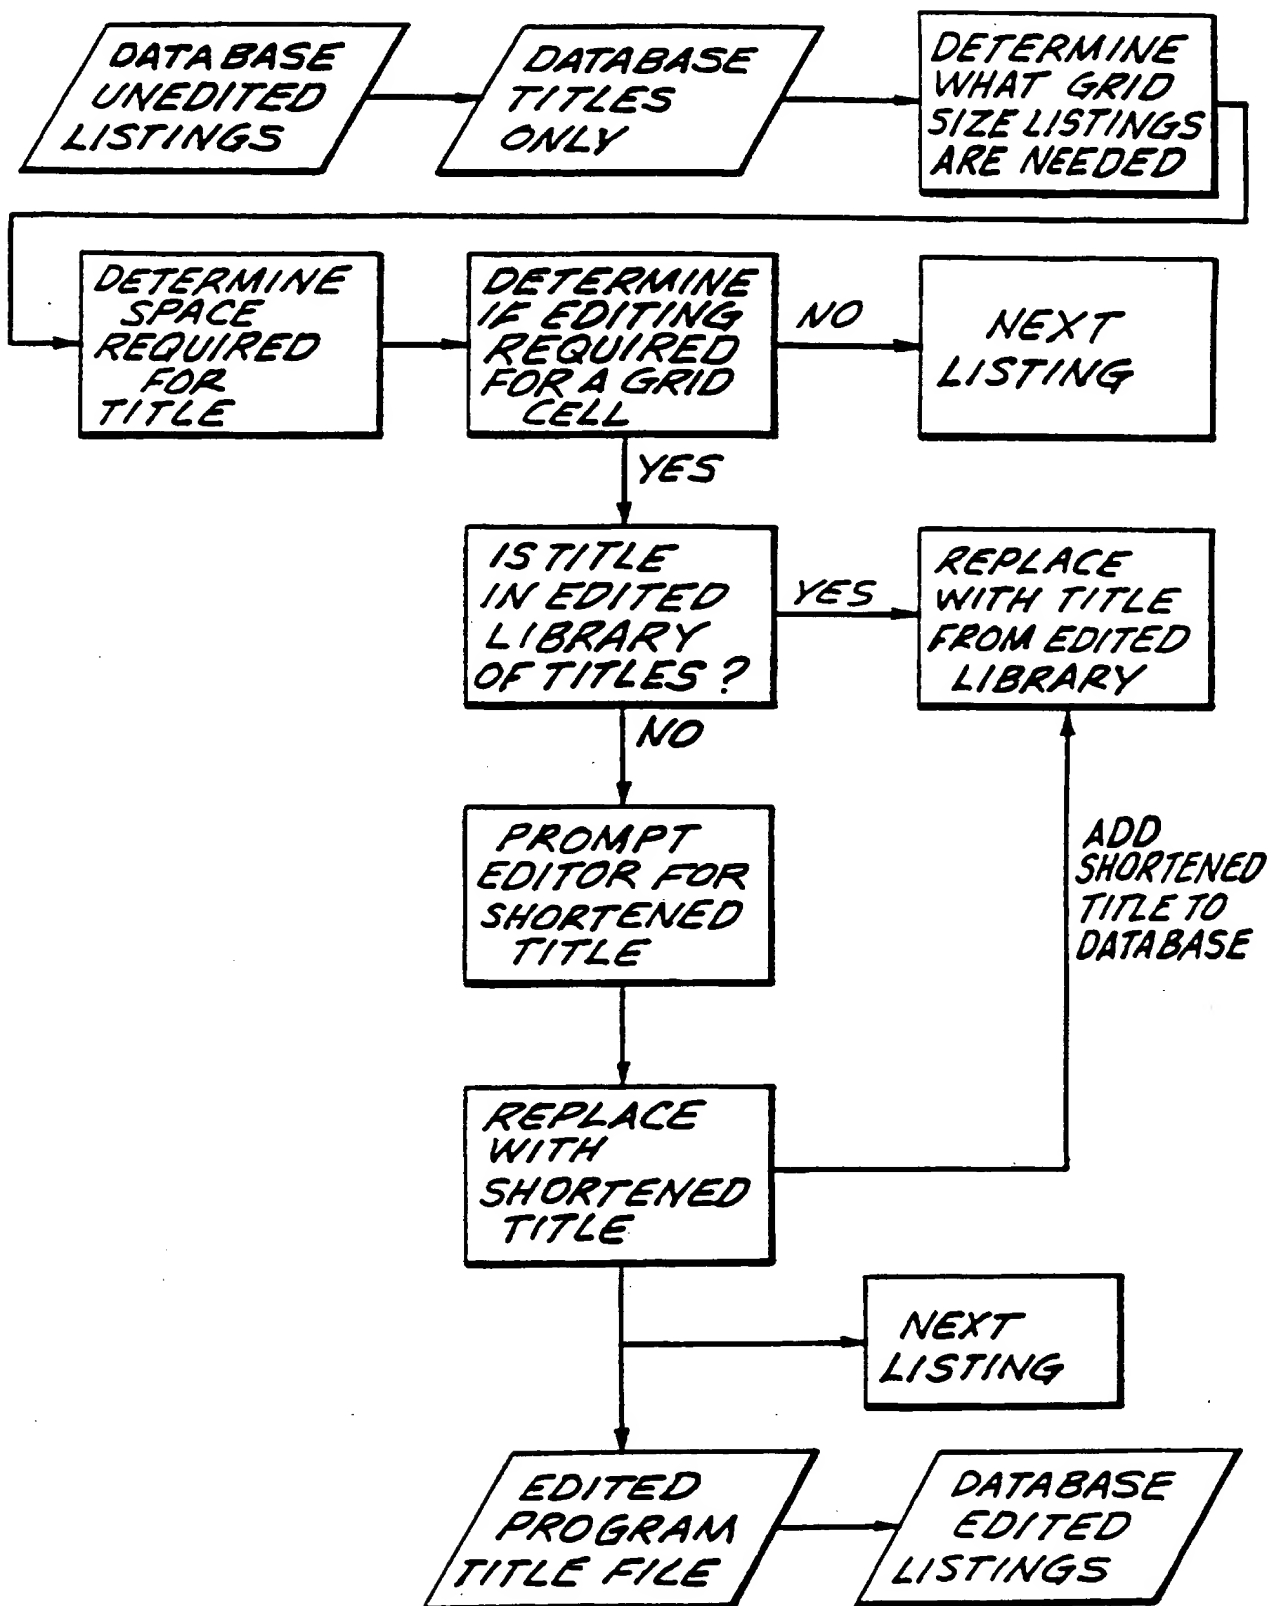 DATABASE
UNEDITED
LISTINGS
DATABASE
TITLES
ONLY
DETERMINE
WHAT GRID
SIZE LISTINGS
ARE NEEDED
DETERMINE
SPACE
REQUIRED
FOR
TITLE
DETERMINE
IF EDITING
REQUIRED
FOR A GRID
CELL
NO
NEXT
LISTING
YES
IS TITLE
IN EDITED
LIBRARY
OF TITLES ?
YES
REPLACE
WITH TITLE
FROM EDITED
LIBRARY
NO
PROMPT
EDITOR FOR
SHORTENED
TITLE
ADD
SHORTENED
TITLE TO
DATABASE
REPLACE
WITH
SHORTENED
TITLE
NEXT
LISTING
EDITED
PROGRAM
TITLE FILE
DATABASE
EDITED
LISTINGS